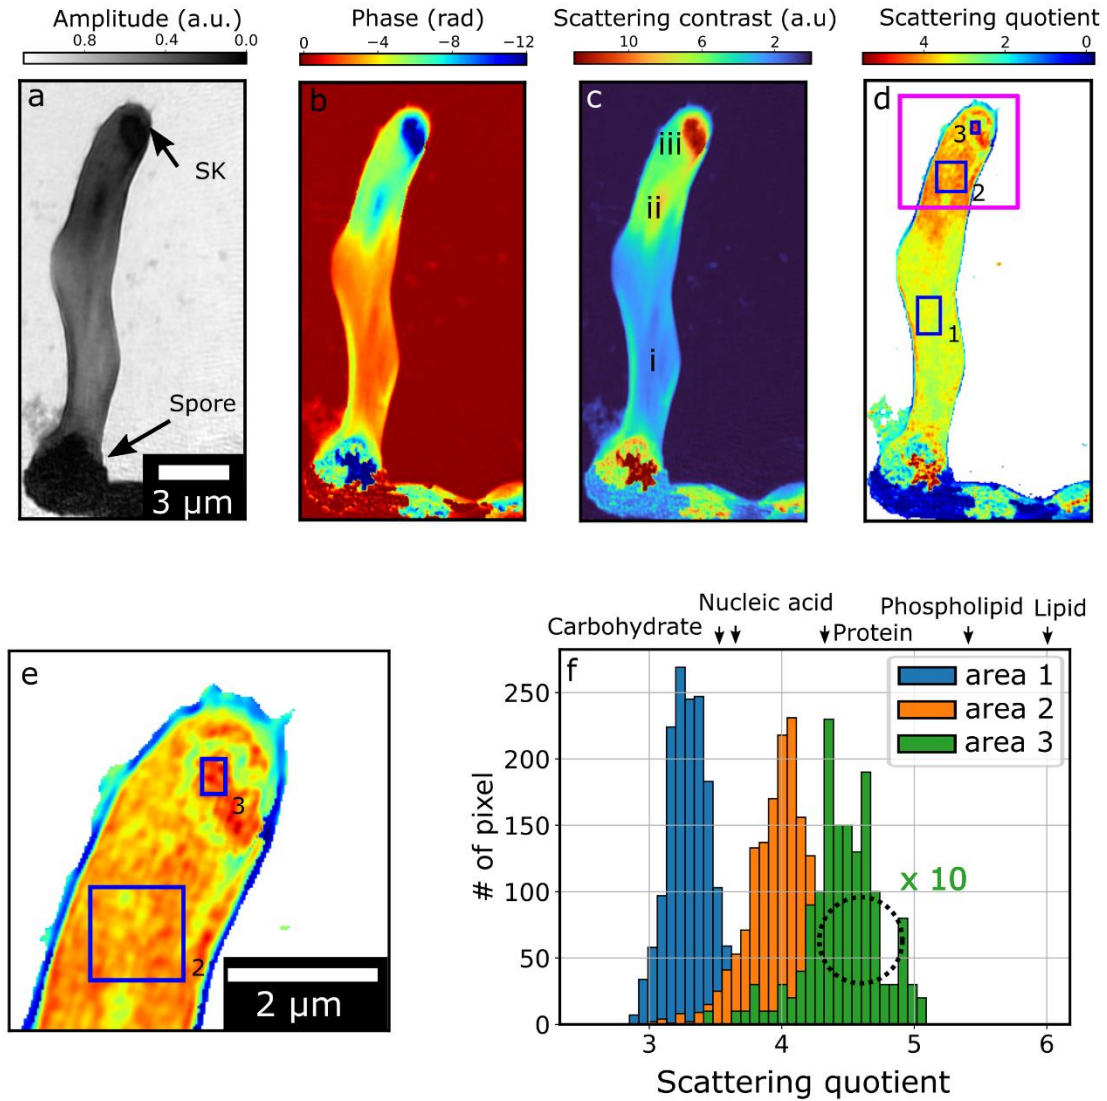 Amplitude (a.u.)
0.8 0.4 0.0
Phase (rad)
0 −4 −8 −12
Scattering contrast (a.u)
10 6 2
Scattering quotient
4 2 0
a
SK
Spore
3 μm
b
c
iii
ii
i
d
3
2
1
e
3
2
2 μm
Nucleic acid
Phospholipid Lipid
Carbohydrate
Protein
f
area 1
area 2
area 3
x 10
# of pixel
250
200
150
100
50
0
3 4 5 6
Scattering quotient